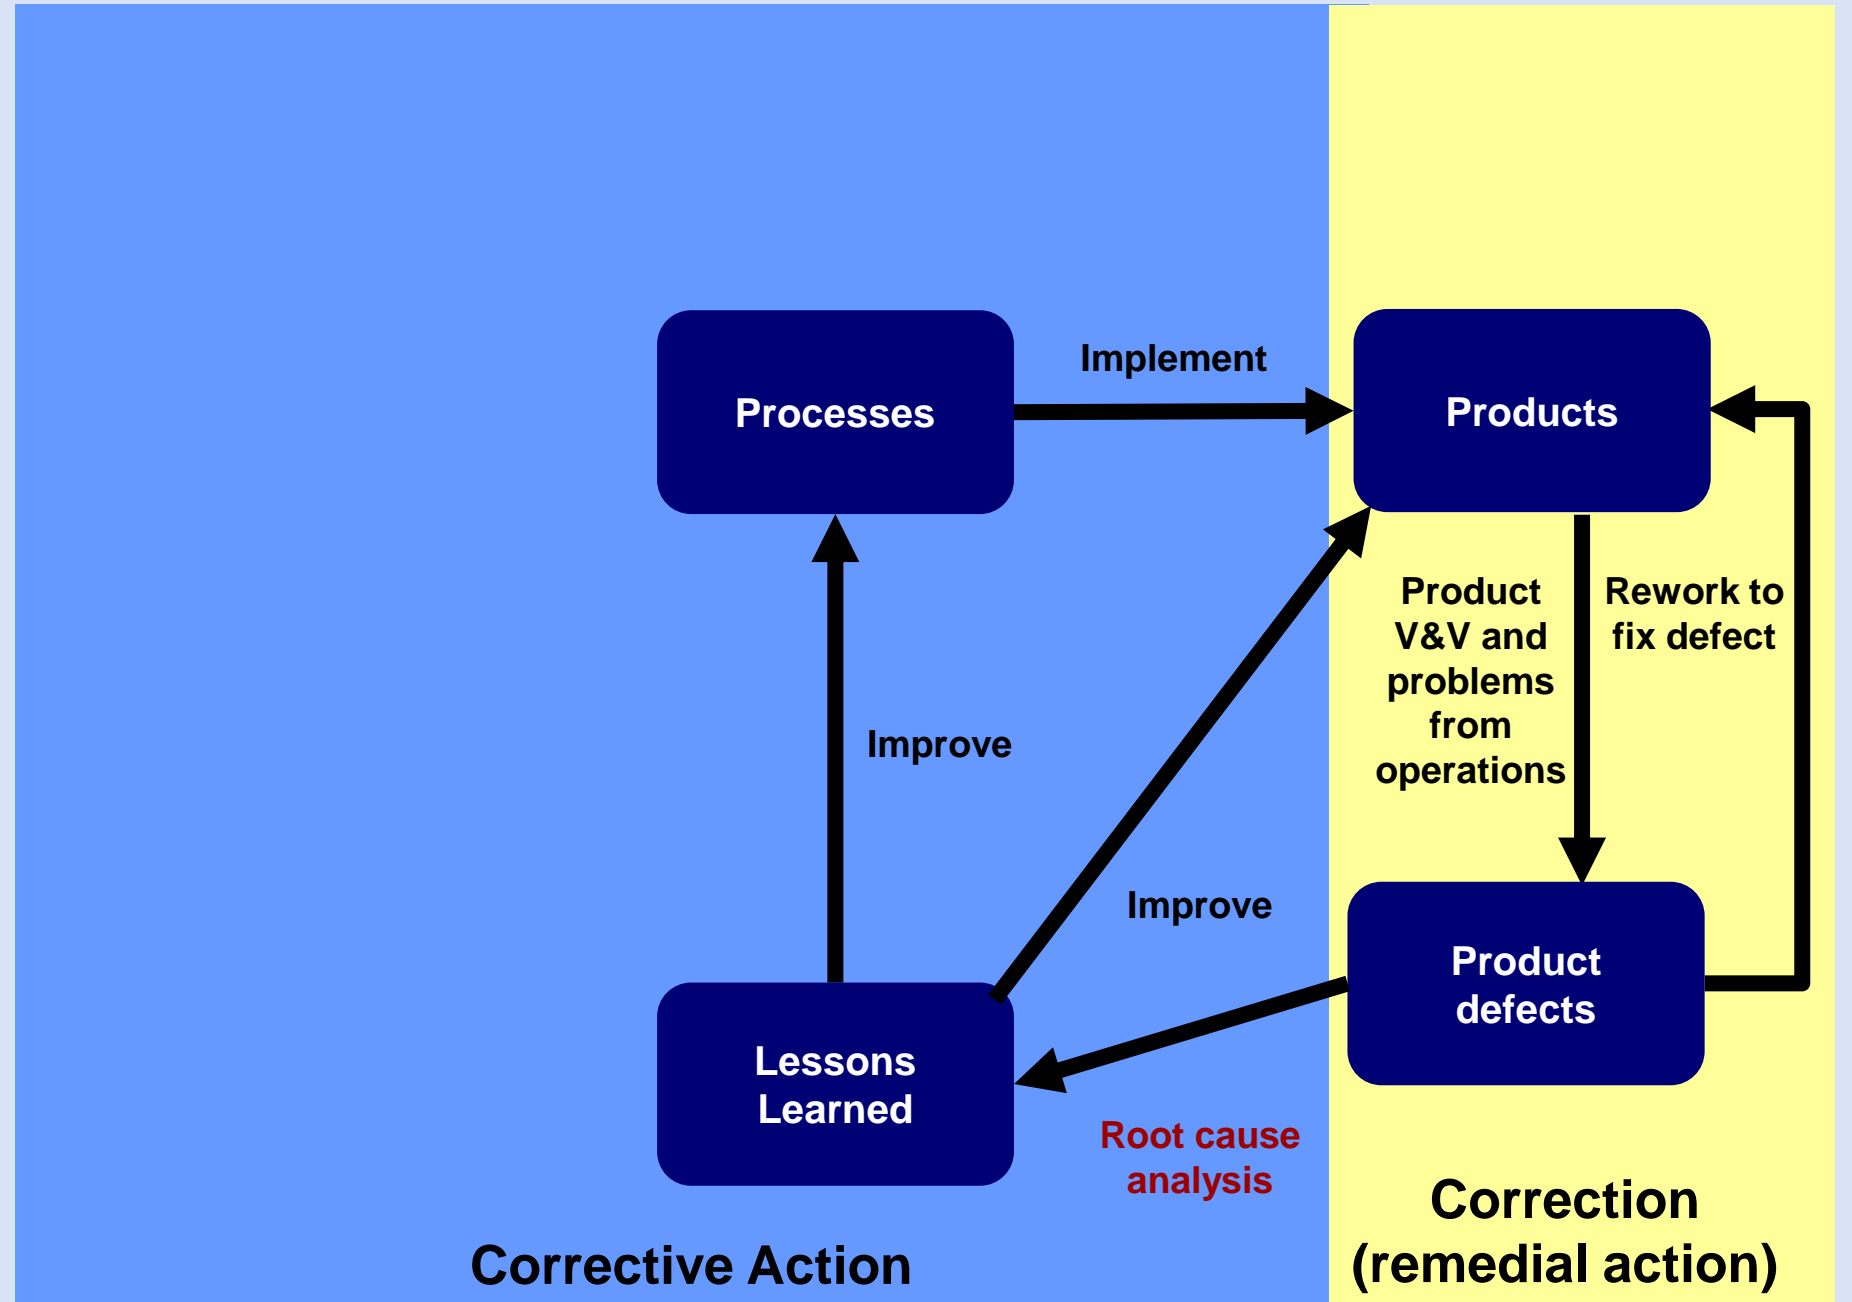 Implement
Processes
Products
Product
V&V and
problems
from
operations
Rework to
fix defect
Improve
Improve
Product
defects
Lessons
Learned
Root cause
analysis
Correction
(remedial action)
Corrective Action